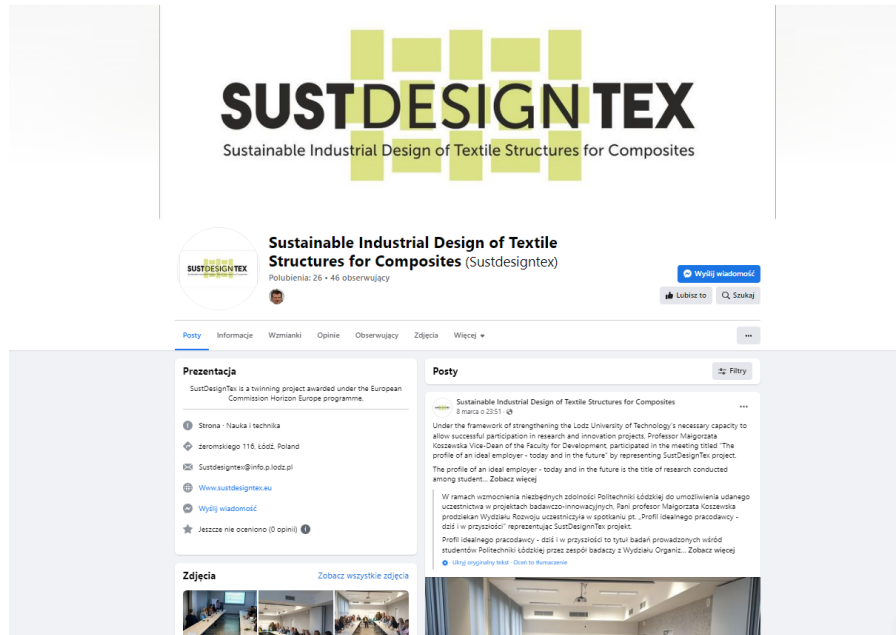 SUSTDESIGNTEX
Sustainable Industrial Design of Textile Structures for Composites
SUSTDESIGNTEX
Sustainable Industrial Design of Textile
Structures for Composites (Sustdesigntex)
Polubienia: 26 • 46 obserwujący
Wyślij wiadomość
Lubisz to
Szukaj
Posty
Informacje
Wzmianki
Opinie
Obserwujący
Zdjęcia
Więcej
Prezentacja
SustDesignTex is a twinning project awarded under the European
Commission Horizon Europe programme.
Strona · Nauka i technika
żeromskiego 116, Łódź, Poland
Sustdesigntex@info.p.lodz.pl
Www.sustdesigntex.eu
Wyślij wiadomość
Jeszcze nie oceniono (0 opinii)
Zdjęcia
Zobacz wszystkie zdjęcia
Posty
Filtry
Sustainable Industrial Design of Textile Structures for Composites
8 marca o 23:51 ·
Under the framework of strengthening the Lodz University of Technology's necessary capacity to
allow successful participation in research and innovation projects, Professor Małgorzata
Koszewska Vice-Dean of the Faculty for Development, participated in the meeting titled "The
profile of an ideal employer - today and in the future" by representing SustDesignTex project.
The profile of an ideal employer - today and in the future is the title of research conducted
among student... Zobacz więcej
W ramach wzmocnienia niezbędnych zdolności Politechniki Łódzkiej do umożliwienia udanego
uczestnictwa w projektach badawczo-innowacyjnych, Pani profesor Małgorzata Koszewska
prodziekan Wydziału Rozwoju uczestniczyła w spotkaniu pt. „Profil idealnego pracodawcy -
dziś i w przyszłości" reprezentując SustDesignnTex projekt.
Profil idealnego pracodawcy - dziś i w przyszłości to tytuł badań prowadzonych wśród
studentów Politechniki Łódzkiej przez zespół badaczy z Wydziału Organiz... Zobacz więcej
Ukryj oryginalny tekst · Oceń to tłumaczenie